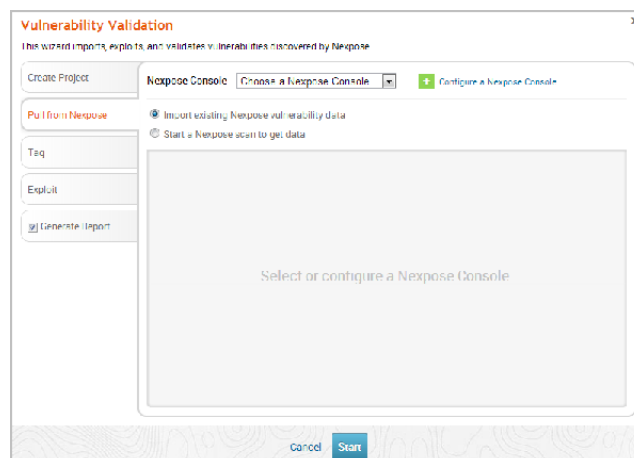 Vulnerability Validation
This wizard imports, exploits, and validates vulnerabilities discovered by Nexpose
Create Project
Pull from Nexpose
Tag
Exploit
Generate Report
Nexpose Console Choose a Nexpose Console + Configure a Nexpose Console
Import existing Nexpose vulnerability data
Start a Nexpose scan to get data
Select or configure a Nexpose Console
Cancel Start